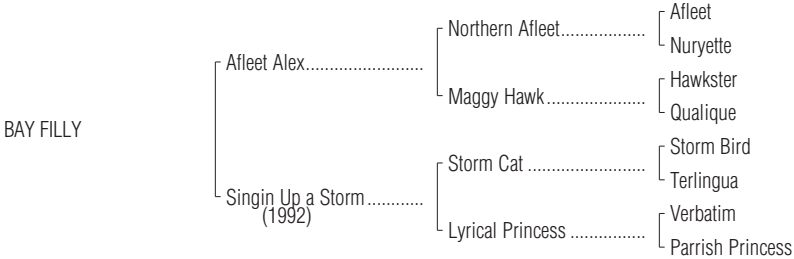 Afleet
Northern Afleet...................
Nuryette
Afleet Alex..........................
Hawkster
Maggy Hawk......................
Qualique
BAY FILLY
Storm Bird
Storm Cat ..........................
Terlingua
Singin Up a Storm ............
(1992)
Verbatim
Lyrical Princess .................
Parrish Princess